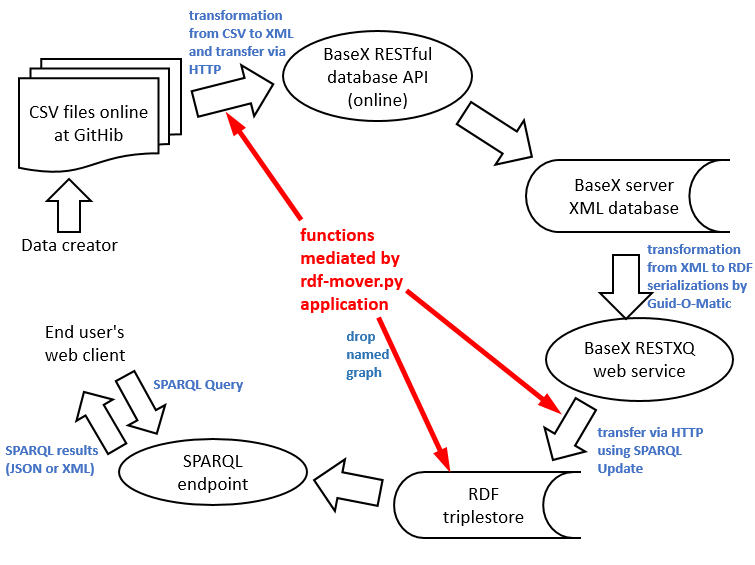 transformation
from CSV to XML
and transfer via
HTTP
BaseX RESTful
database API
(online)
CSV files online
at GitHib
Data creator
BaseX server
XML database
functions
mediated by
rdf-mover.py
application
transformation
from XML to RDF
serializations by
Guid-O-Matic
drop
named
graph
BaseX RESTXQ
web service
End user's
web client
SPARQL Query
transfer via HTTP
using SPARQL
Update
SPARQL results
(JSON or XML)
SPARQL
endpoint
RDF
triplestore